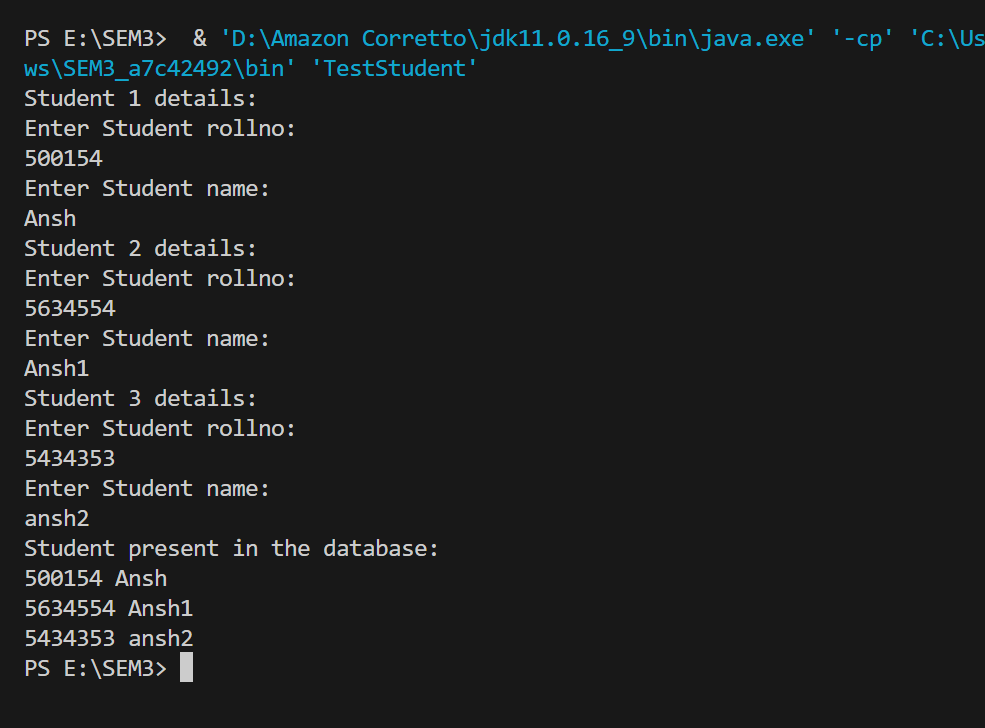 PS E:\SEM3>  & 'D:\Amazon Corretto\jdk11.0.16_9\bin\java.exe' '-cp' 'C:\Us
ws\SEM3_a7c42492\bin' 'TestStudent'
Student 1 details:
Enter Student rollno:
500154
Enter Student name:
Ansh
Student 2 details:
Enter Student rollno:
5634554
Enter Student name:
Ansh1
Student 3 details:
Enter Student rollno:
5434353
Enter Student name:
ansh2
Student present in the database:
500154 Ansh
5634554 Ansh1
5434353 ansh2
PS E:\SEM3>